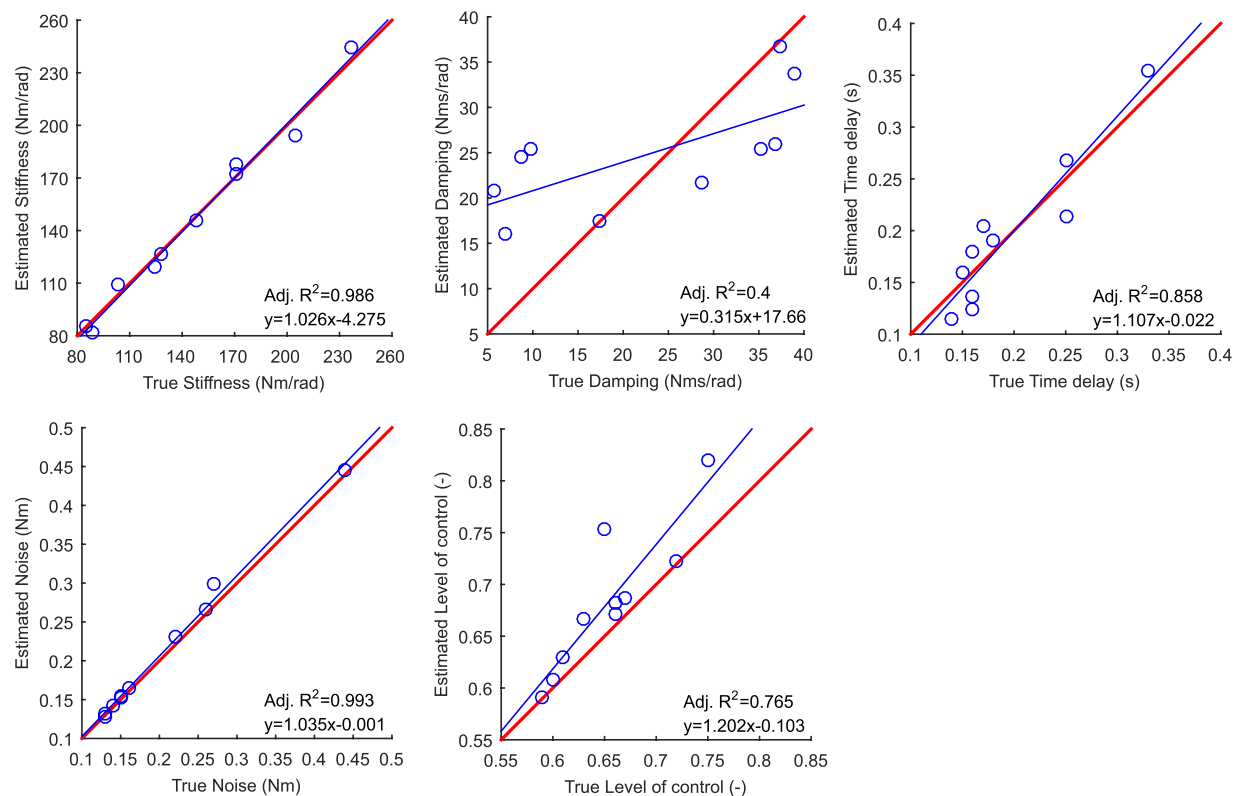 260
230
200
170
140
110
80
Estimated Stiffness (Nm/rad)
Adj. R²=0.986
y=1.026x-4.275
80 110 140 170 200 230 260
True Stiffness (Nm/rad)
40
35
30
25
20
15
10
5
Estimated Damping (Nms/rad)
Adj. R²=0.4
y=0.315x+17.66
5 10 15 20 25 30 35 40
True Damping (Nms/rad)
0.4
0.35
0.3
0.25
0.2
0.15
0.1
Estimated Time delay (s)
Adj. R²=0.858
y=1.107x-0.022
0.1 0.15 0.2 0.25 0.3 0.35 0.4
True Time delay (s)
0.5
0.45
0.4
0.35
0.3
0.25
0.2
0.15
0.1
Estimated Noise (Nm)
Adj. R²=0.993
y=1.035x-0.001
0.1 0.15 0.2 0.25 0.3 0.35 0.4 0.45 0.5
True Noise (Nm)
0.85
0.8
0.75
0.7
0.65
0.6
0.55
Estimated Level of control (-)
Adj. R²=0.765
y=1.202x-0.103
0.55 0.6 0.65 0.7 0.75 0.8 0.85
True Level of control (-)